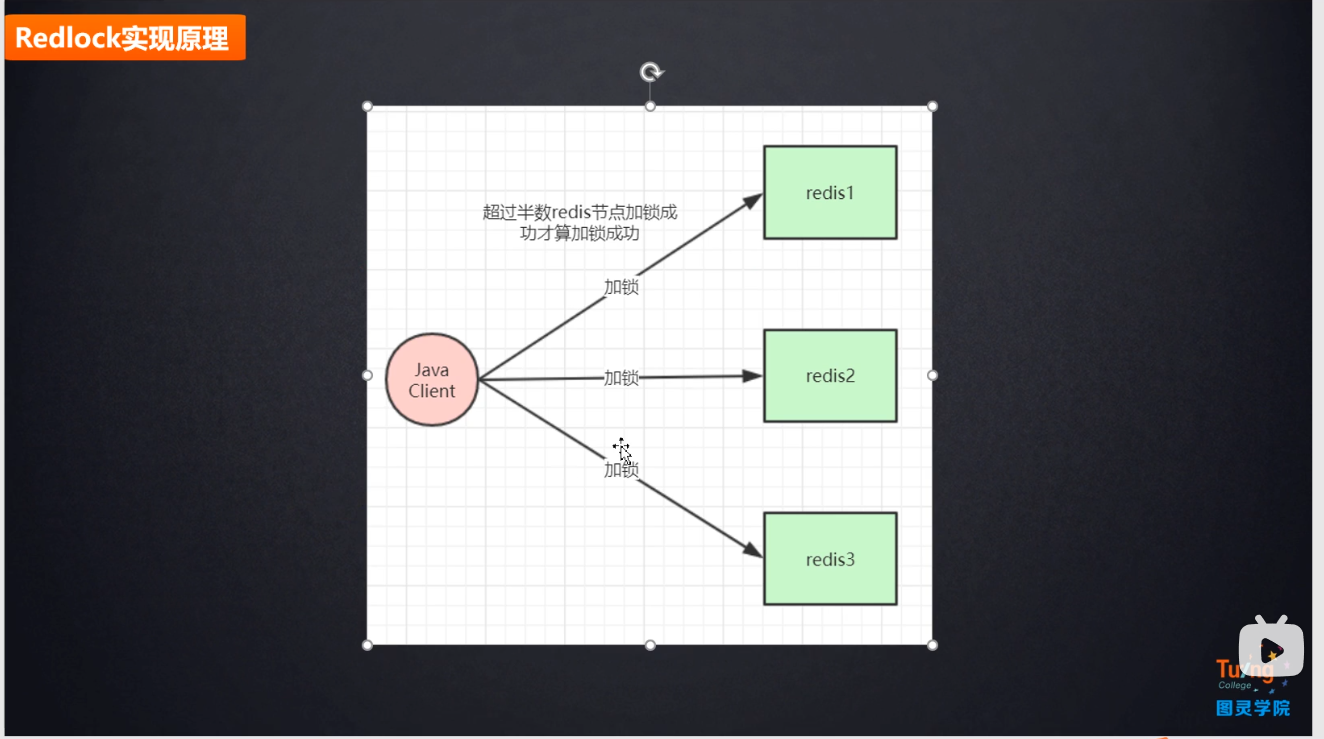 Redlock实现原理
超过半数redis节点加锁成
功才算加锁成功
redis1
加锁
Java
Client
加锁
redis2
加锁
redis3
Tuling
College
图灵学院